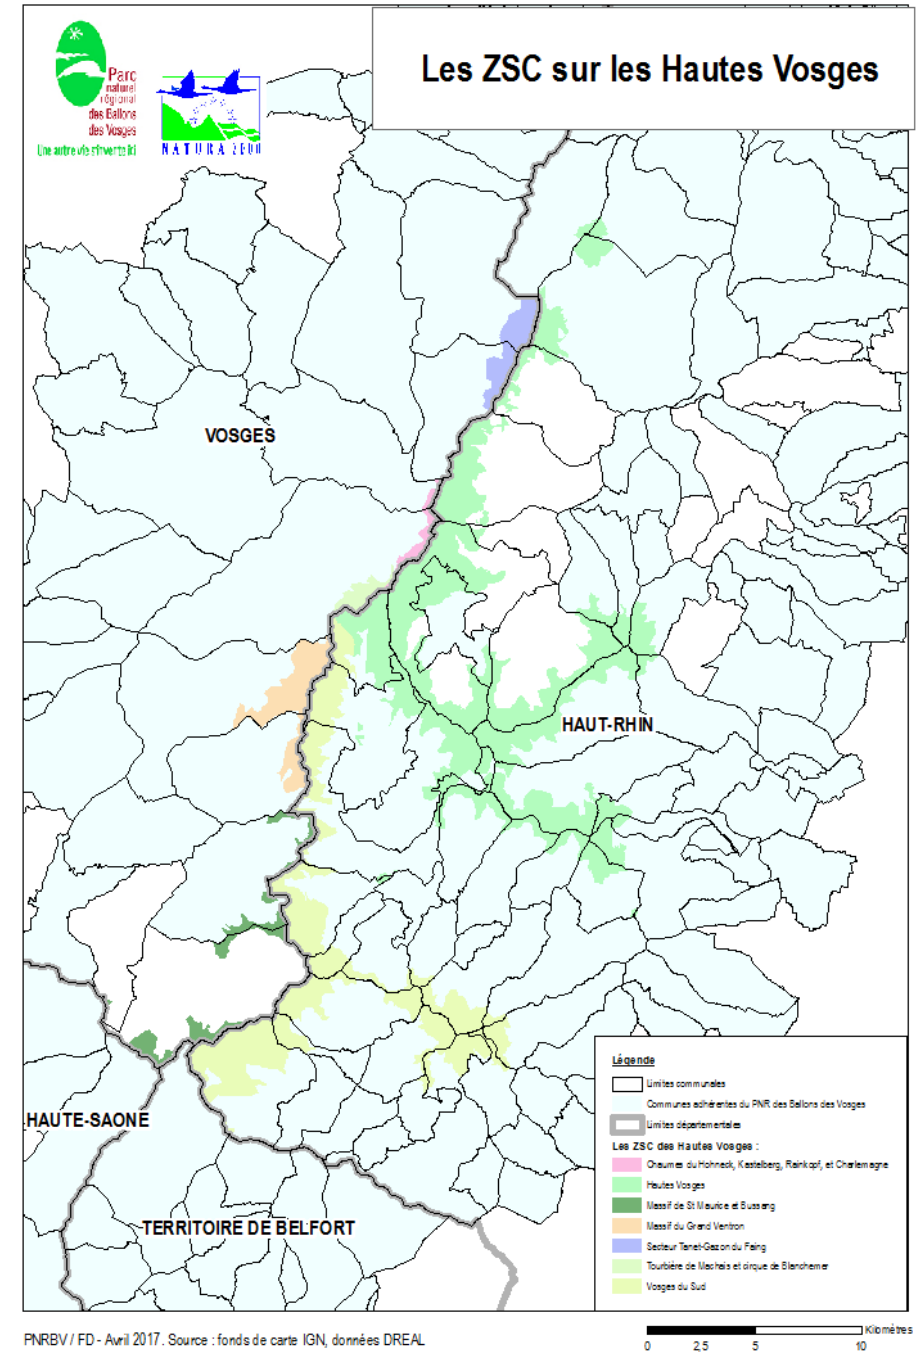 Les ZSC sur les Hautes Vosges
Parc
naturel
régional
des Ballons
des Vosges
Une autre vie s'invente ici
NATURA 2000
VOSGES
HAUT-RHIN
HAUTE-SAONE
TERRITOIRE DE BELFORT
Légende
Limites communales
Communes adhérentes du PNR des Ballons des Vosges
Limites départementales
Les ZSC des Hautes Vosges :
Chaumes du Hohneck, Kastelberg, Rainkopf, et Charlemagne
Hautes Vosges
Massif de St Maurice et Bussang
Massif du Grand Ventron
Secteur Tanet-Gazon du Faing
Tourbière de Machais et cirque de Blanchemer
Vosges du Sud
PNRBV / FD - Avril 2017. Source : fonds de carte IGN, données DREAL
Kilomètres
0 2,5 5 10